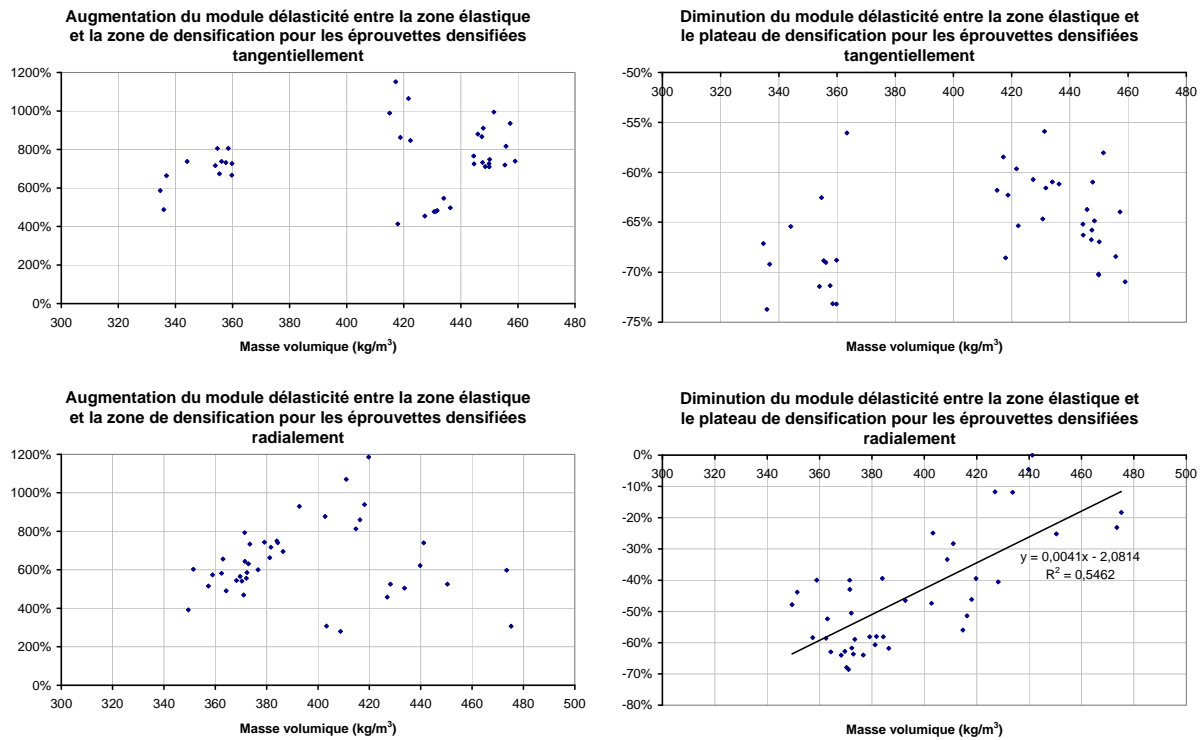 Augmentation du module délasticité entre la zone élastique
et la zone de densification pour les éprouvettes densifiées
tangentiellement
1200%
1000%
800%
600%
400%
200%
0%
300 320 340 360 380 400 420 440 460 480
Masse volumique (kg/m³)
Diminution du module délasticité entre la zone élastique et
le plateau de densification pour les éprouvettes densifiées
tangentiellement
-50%
300 320 340 360 380 400 420 440 460 480
-55%
-60%
-65%
-70%
-75%
Masse volumique (kg/m³)
Augmentation du module délasticité entre la zone élastique
et la zone de densification pour les éprouvettes densifiées
radialement
1200%
1000%
800%
600%
400%
200%
0%
300 320 340 360 380 400 420 440 460 480 500
Masse volumique (kg/m³)
Diminution du module délasticité entre la zone élastique et
le plateau de densification pour les éprouvettes densifiées
radialement
0%
300 320 340 360 380 400 420 440 460 480 500
-10%
-20%
-30%
y = 0,0041x - 2,0814
R² = 0,5462
-40%
-50%
-60%
-70%
-80%
Masse volumique (kg/m³)